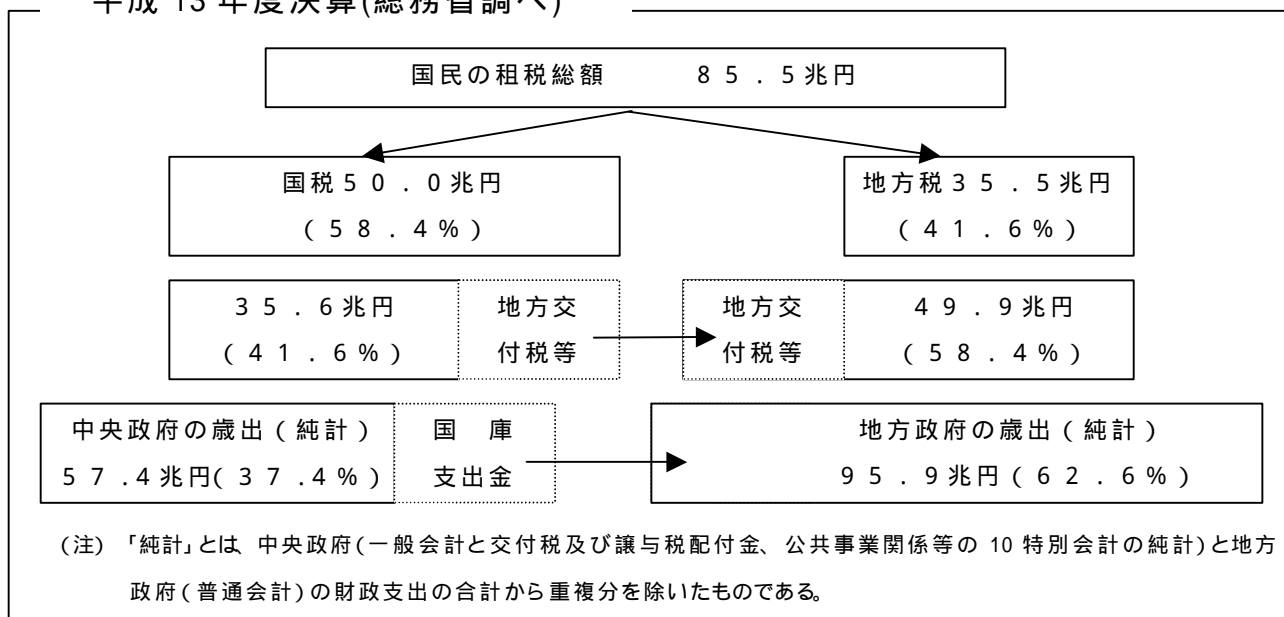 平成 13 年度決算(総務省調べ)
国民の租税総額 85.5兆円
国税50.0兆円
(58.4%)
地方税35.5兆円
(41.6%)
35.6兆円
(41.6%)
地方交
付税等
地方交
付税等
49.9兆円
(58.4%)
中央政府の歳出(純計)
57.4兆円(37.4%)
国 庫
支出金
地方政府の歳出(純計)
95.9兆円(62.6%)
(注) 「純計」とは、中央政府(一般会計と交付税及び譲与税配付金、公共事業関係等の 10 特別会計の純計)と地方
政府(普通会計)の財政支出の合計から重複分を除いたものである。